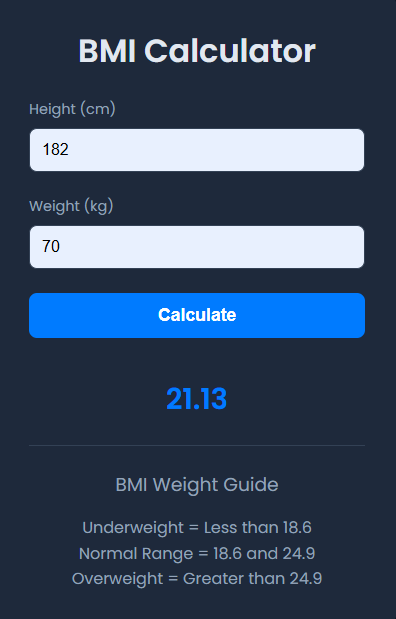 BMI Calculator
Height (cm)
182
Weight (kg)
70
Calculate
21.13
BMI Weight Guide
Underweight = Less than 18.6
Normal Range = 18.6 and 24.9
Overweight = Greater than 24.9